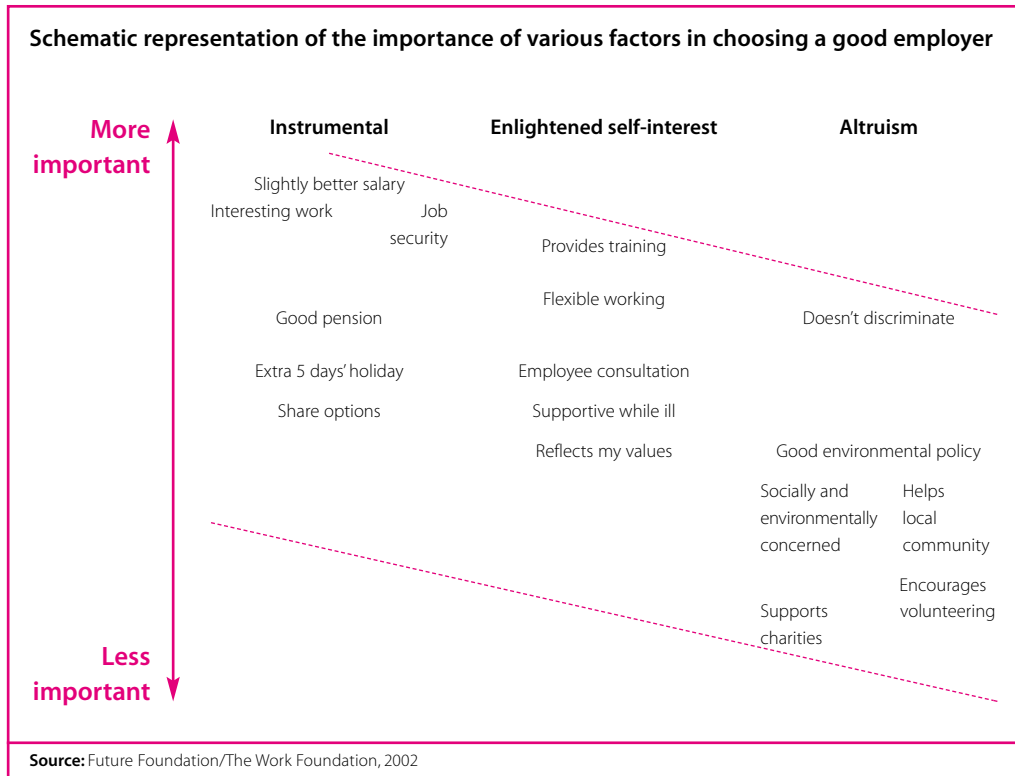 Schematic representation of the importance of various factors in choosing a good employer
More
important
Instrumental
Enlightened self-interest
Altruism
Slightly better salary
Interesting work
Job
security
Provides training
Flexible working
Good pension
Doesn't discriminate
Extra 5 days' holiday
Employee consultation
Share options
Supportive while ill
Reflects my values
Good environmental policy
Socially and
environmentally
concerned
Helps
local
community
Encourages
volunteering
Supports
charities
Less
important
Source: Future Foundation/The Work Foundation, 2002